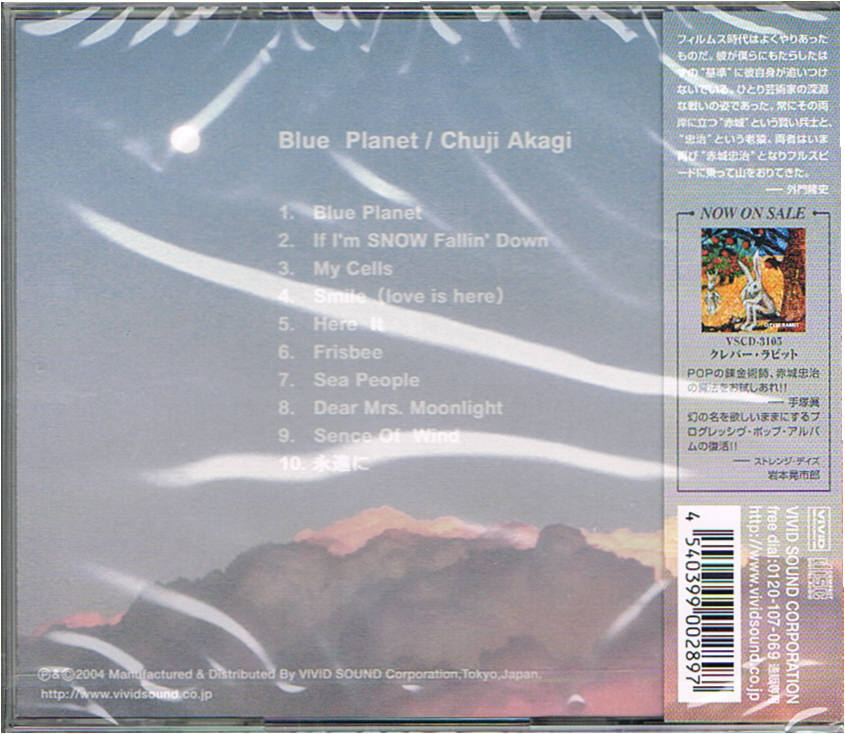 Blue Planet / Chuji Akagi
1. Blue Planet
2. If I'm SNOW Fallin' Down
3. My Cells
4. Smile (love is here)
5. Here It
6. Frisbee
7. Sea People
8. Dear Mrs. Moonlight
9. Sence Of Wind
10. 永遠に
Ⓟ&Ⓒ2004 Manufactured & Distributed By VIVID SOUND Corporation,Tokyo,Japan.
http://www.vividsound.co.jp
フィルムス時代はよくやりあった
ものだ。彼が僕らにもたらしたは
ずの“基準”に彼自身が追いつけ
ないでいる。ひとり芸術家の深淵
な戦いの姿であった。常にその両
岸に立つ“赤城”という賢い兵士と、
“忠治”という老猿。両者はいま
再び“赤城忠治”となりフルスピ
ードに乗って山をおりてきた。
── 外門隆史
NOW ON SALE
CLEVER RABBIT
VSCD-3105
クレバー・ラビット
POPの錬金術師、赤城忠治
の魔法をお試しあれ!!
── 手塚眞
幻の名を欲しいままにするプ
ログレッシヴ・ポップ・アルバ
ムの復活!!
── ストレンジ・デイズ
岩本晃市郎
4 540399 002897
VIVID
VIVID SOUND CORPORATION
free dial:0120-107-069
http://www.vividsound.co.jp